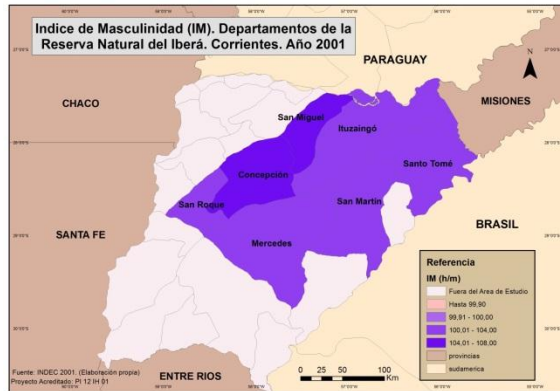 Indice de Masculinidad (IM). Departamentos de la
Reserva Natural del Iberá. Corrientes. Año 2001
PARAGUAY
N
CHACO
MISIONES
San Miguel
Ituzaingó
Santo Tomé
Concepción
San Roque
San Martín
BRASIL
SANTA FE
Mercedes
Referencia
IM (h/m)
Fuera del Area de Estudio
Hasta 99,90
99,91 - 100,00
100,01 - 104,00
104,01 - 108,00
provincias
sudamerica
Fuente: INDEC 2001. (Elaboración propia)
Proyecto Acreditado: PI 12 IH 01
ENTRE RIOS
0 25 50 100
Km